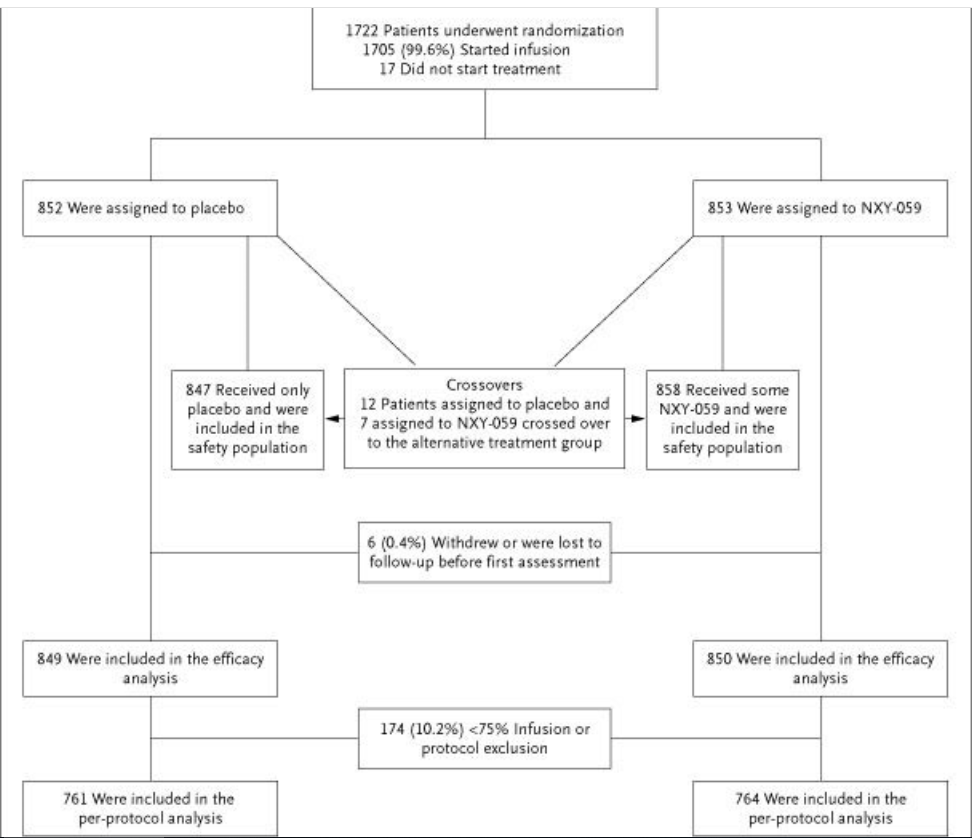 1722 Patients underwent randomization
1705 (99.6%) Started infusion
17 Did not start treatment
852 Were assigned to placebo
853 Were assigned to NXY-059
847 Received only
placebo and were
included in the
safety population
Crossovers
12 Patients assigned to placebo and
7 assigned to NXY-059 crossed over
to the alternative treatment group
858 Received some
NXY-059 and were
included in the
safety population
6 (0.4%) Withdrew or were lost to
follow-up before first assessment
849 Were included in the efficacy
analysis
850 Were included in the efficacy
analysis
174 (10.2%) <75% Infusion or
protocol exclusion
761 Were included in the
per-protocol analysis
764 Were included in the
per-protocol analysis